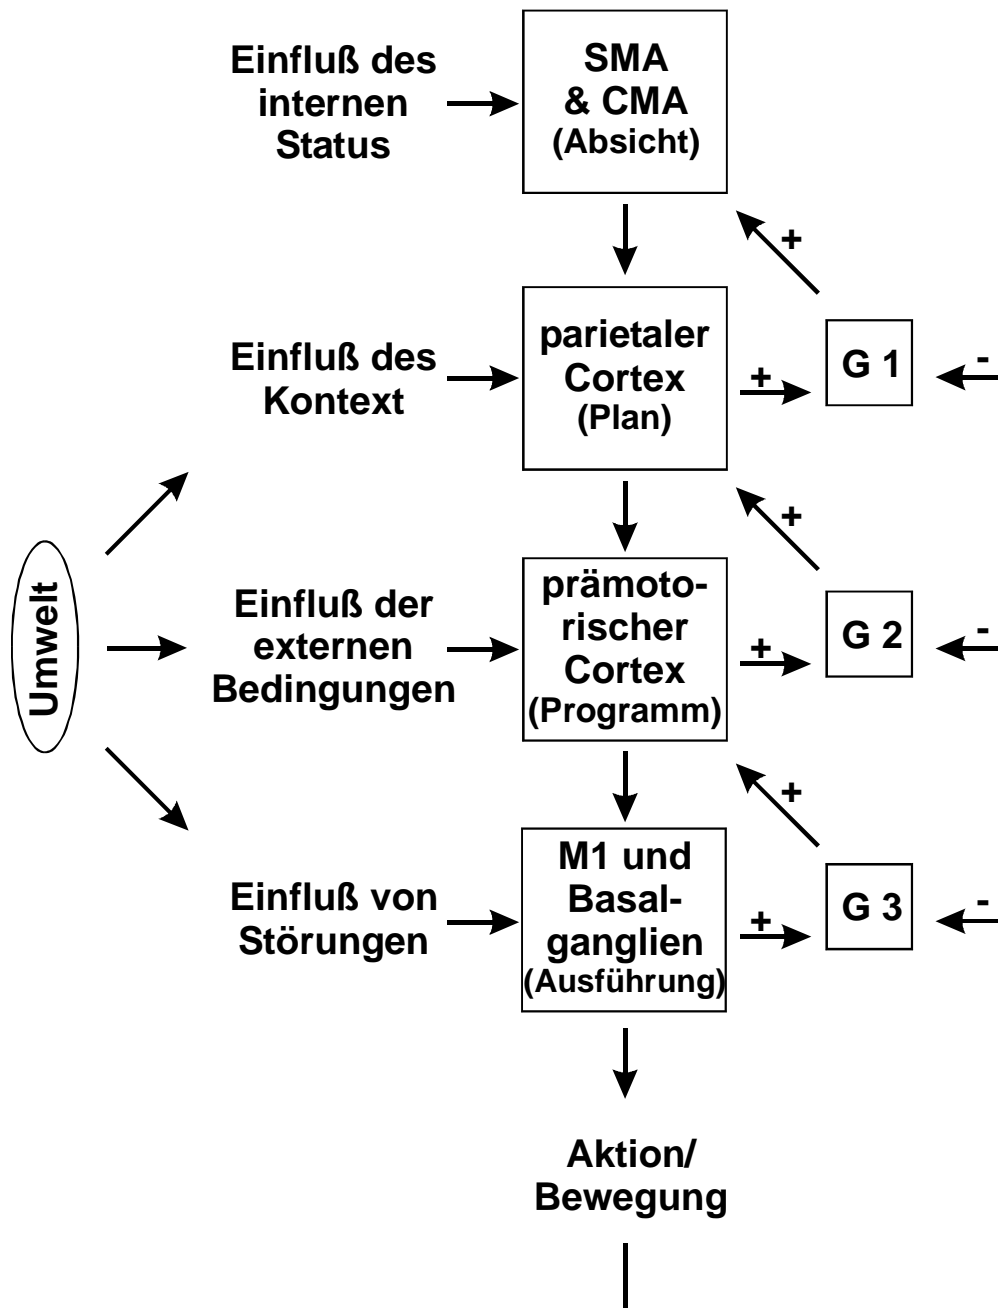 Einfluß des
internen
Status
SMA
& CMA
(Absicht)
+
Einfluß des
Kontext
parietaler
Cortex
(Plan)
+
G 1
-
+
Umwelt
Einfluß der
externen
Bedingungen
prämoto-
rischer
Cortex
(Programm)
+
G 2
-
+
Einfluß von
Störungen
M1 und
Basal-
ganglien
(Ausführung)
+
G 3
-
Aktion/
Bewegung